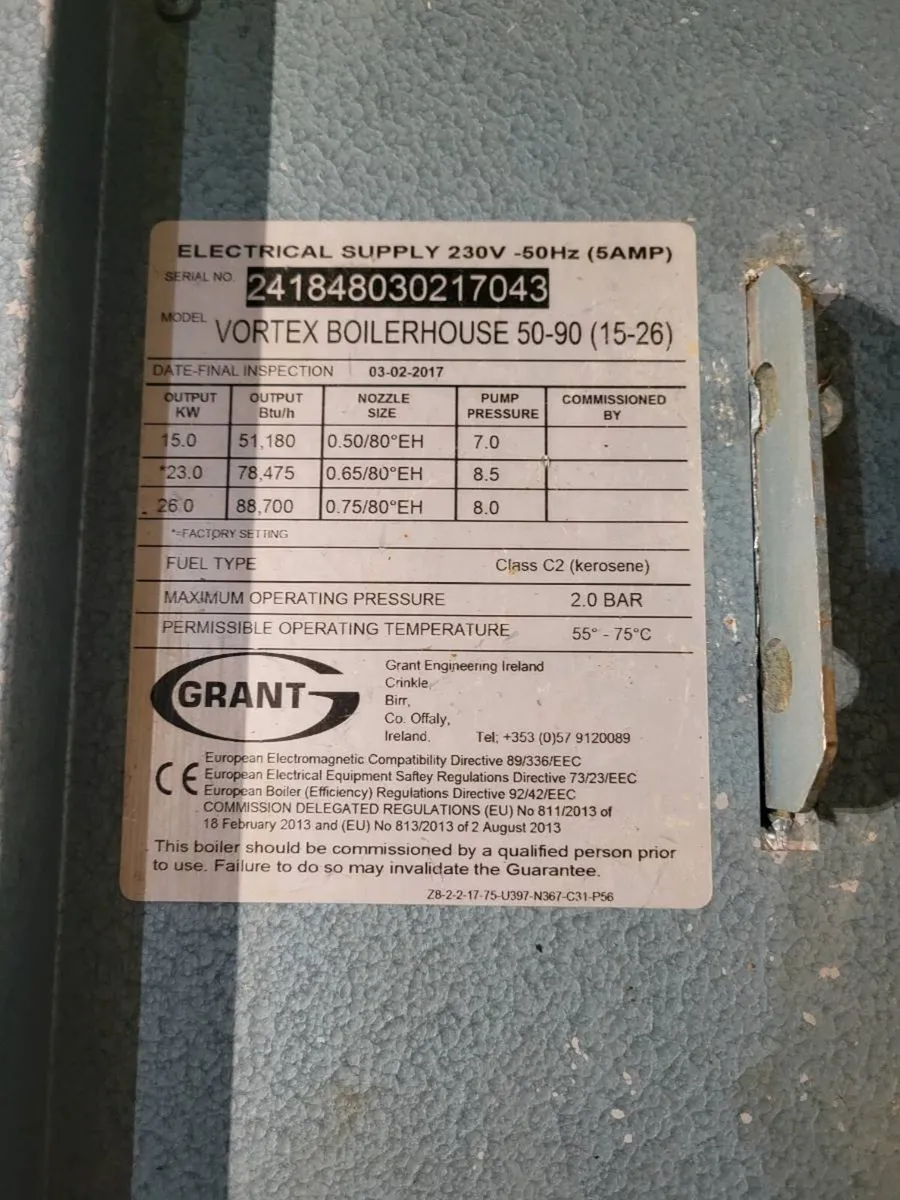 ELECTRICAL SUPPLY 230V -50Hz (5AMP)
SERIAL NO. 241848030217043
MODEL VORTEX BOILERHOUSE 50-90 (15-26)
DATE-FINAL INSPECTION 03-02-2017
OUTPUT KW OUTPUT Btu/h NOZZLE SIZE PUMP PRESSURE COMMISSIONED BY
15.0 51,180 0.50/80°EH 7.0 -
*23.0 78,475 0.65/80°EH 8.5
26.0 88,700 0.75/80°EH 8.0
*=FACTORY SETTING
FUEL TYPE Class C2 (kerosene)
MAXIMUM OPERATING PRESSURE 2.0 BAR
PERMISSIBLE OPERATING TEMPERATURE 55° - 75°C
GRANT
Grant Engineering Ireland
Crinkle,
Birr,
Co. Offaly,
Ireland. Tel; +353 (0)57 9120089
CE
European Electromagnetic Compatibility Directive 89/336/EEC
European Electrical Equipment Saftey Regulations Directive 73/23/EEC
European Boiler (Efficiency) Regulations Directive 92/42/EEC
COMMISSION DELEGATED REGULATIONS (EU) No 811/2013 of
18 February 2013 and (EU) No 813/2013 of 2 August 2013
This boiler should be commissioned by a qualified person prior
to use. Failure to do so may invalidate the Guarantee.
Z8-2-2-17-75-U397-N367-C31-P56